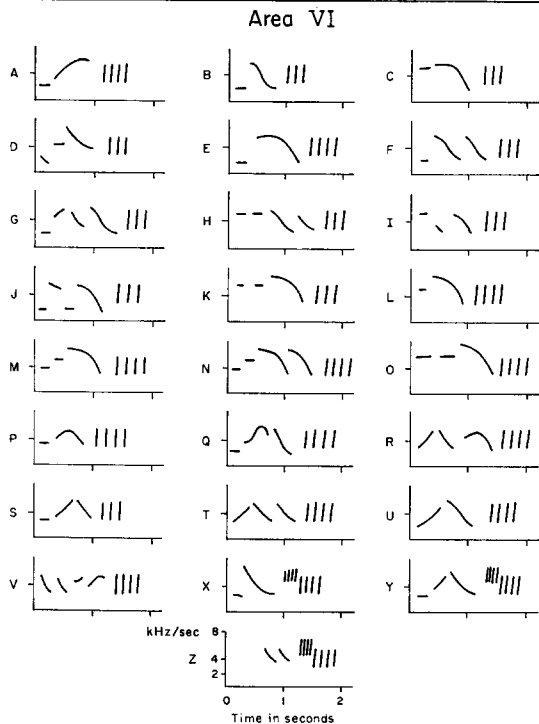 Area VI
A B C
D E F
G H I
J K L
M N O
P Q R
S T U
V X Y
kHz/sec 8
Z 4
2
0 1 2
Time in seconds